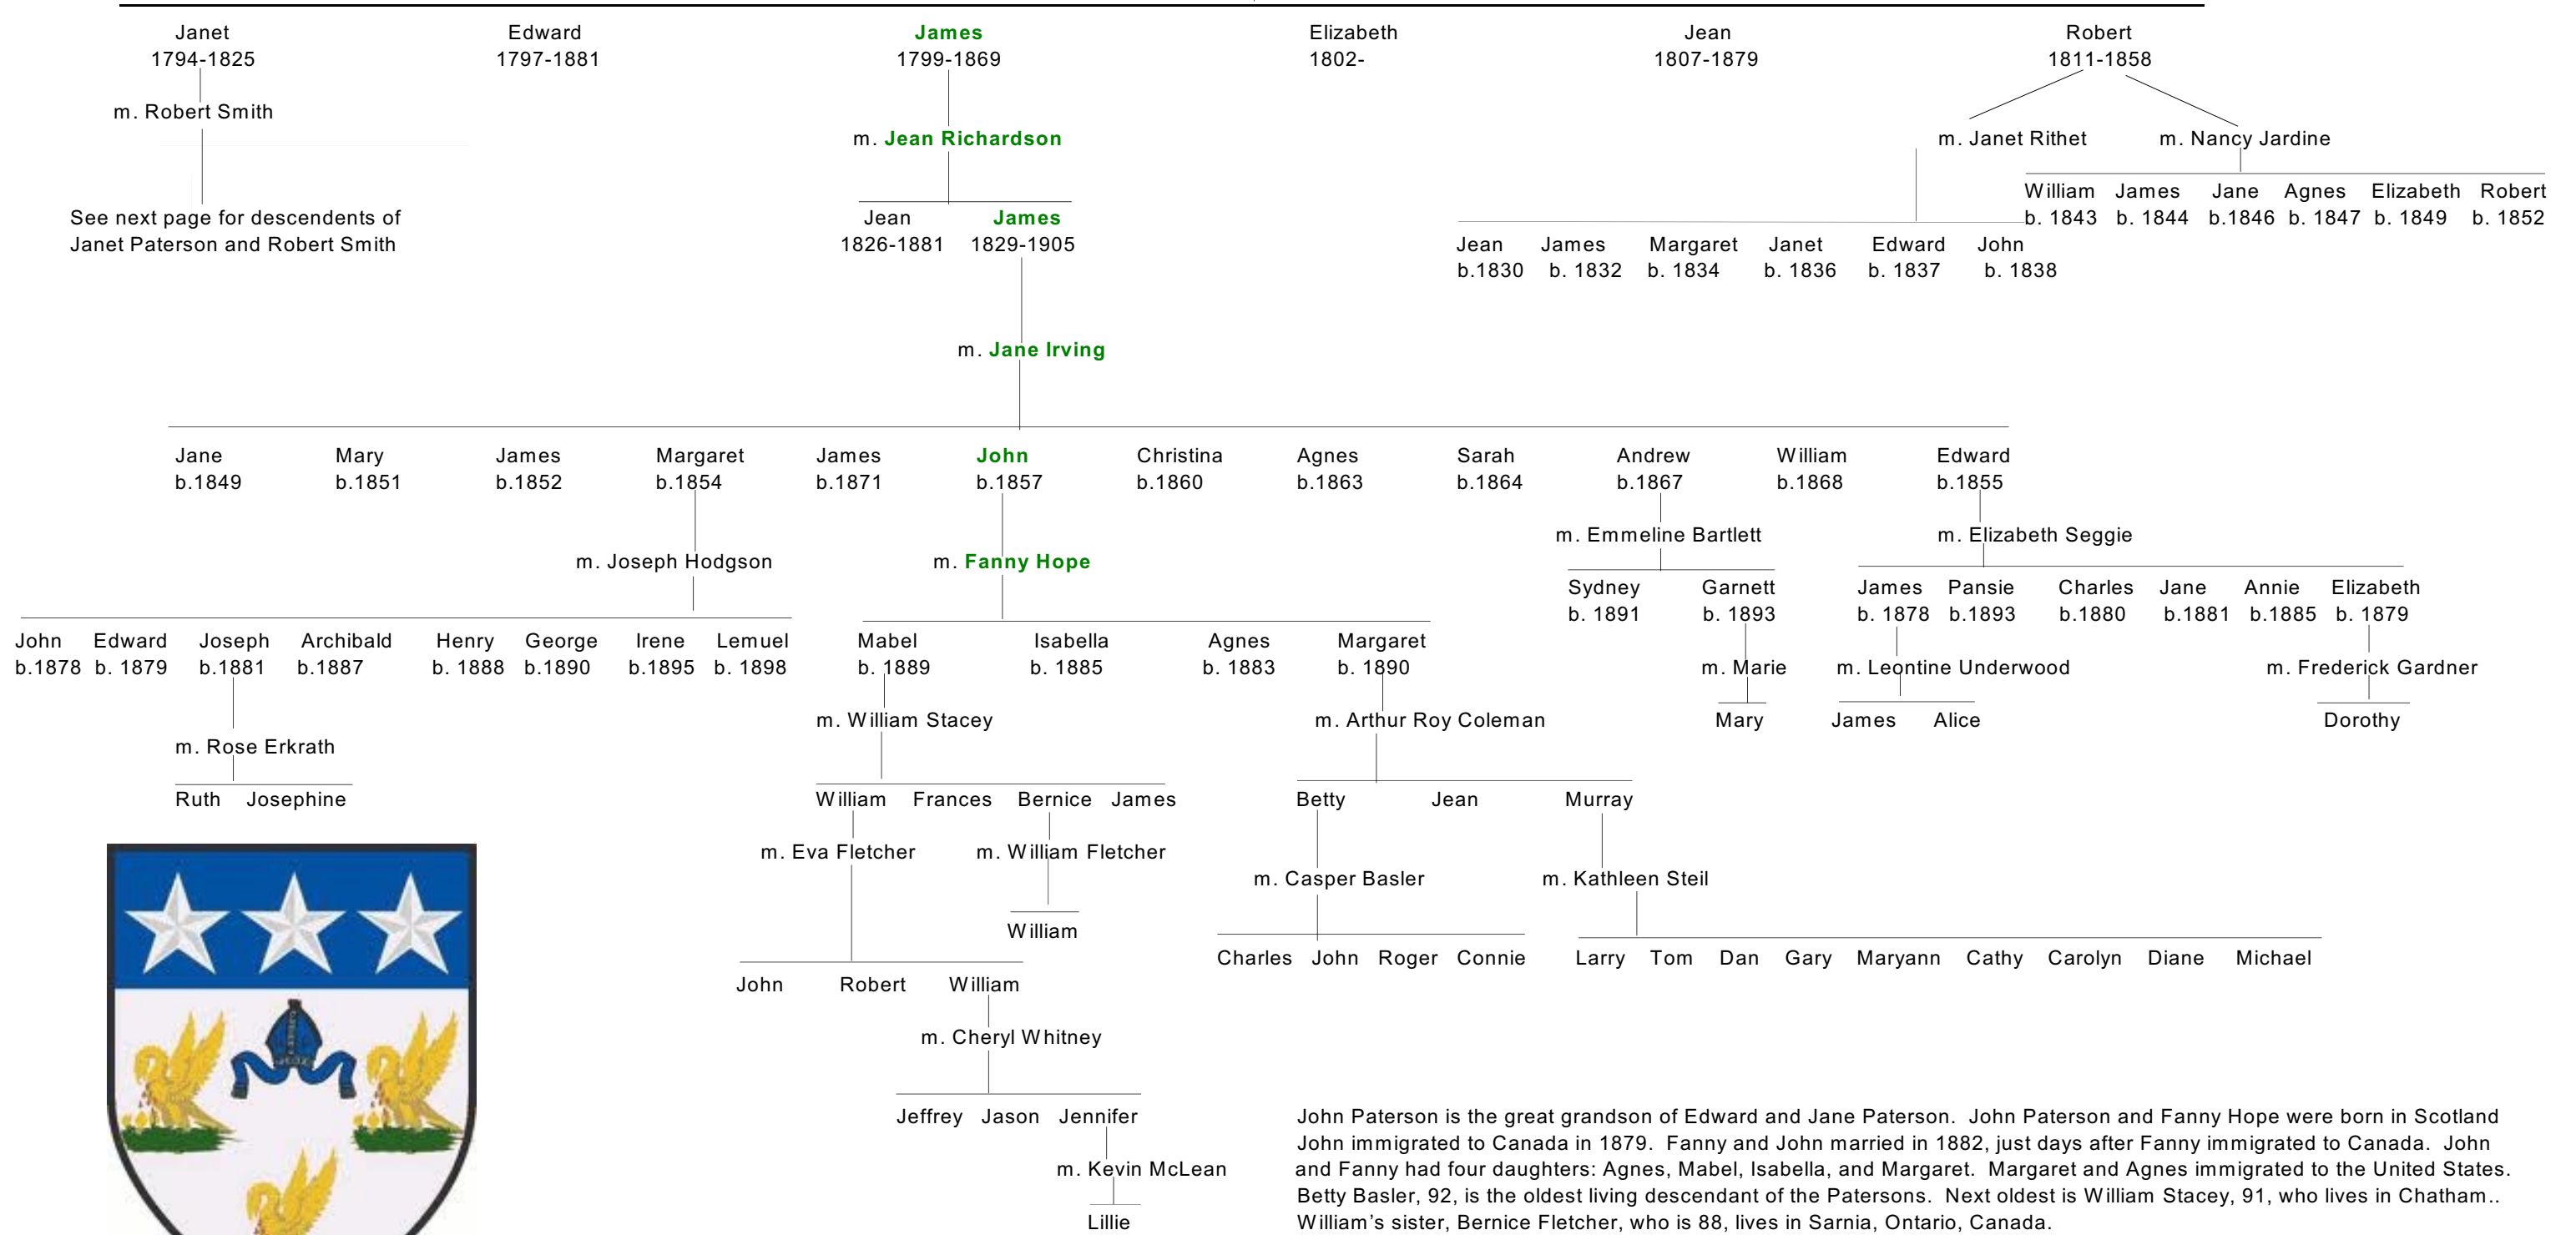 Janet Edward James Elizabeth Jean Robert
1794-1825 1797-1881 1799-1869 1802- 1807-1879 1811-1858
m. Robert Smith
m. Jean Richardson m. Janet Rithet m. Nancy Jardine
William James Jane Agnes Elizabeth Robert
See next page for descendents of Jean James b. 1843 b. 1844 b.1846 b. 1847 b. 1849 b. 1852
Janet Paterson and Robert Smith 1826-1881 1829-1905 Jean James Margaret Janet Edward John
b.1830 b. 1832 b. 1834 b. 1836 b. 1837 b. 1838
m. Jane Irving
Jane Mary James Margaret James John Christina Agnes Sarah Andrew William Edward
b.1849 b.1851 b.1852 b.1854 b.1871 b.1857 b.1860 b.1863 b.1864 b.1867 b.1868 b.1855
m. Emmeline Bartlett m. Elizabeth Seggie
m. Joseph Hodgson m. Fanny Hope
Sydney Garnett James Pansie Charles Jane Annie Elizabeth
b. 1891 b. 1893 b. 1878 b.1893 b.1880 b.1881 b.1885 b. 1879
John Edward Joseph Archibald Henry George Irene Lemuel Mabel Isabella Agnes Margaret
b.1878 b. 1879 b.1881 b.1887 b. 1888 b.1890 b.1895 b. 1898 b. 1889 b. 1885 b. 1883 b. 1890 m. Marie m. Leontine Underwood m. Frederick Gardner
m. William Stacey m. Arthur Roy Coleman Mary James Alice Dorothy
m. Rose Erkrath
Ruth Josephine William Frances Bernice James Betty Jean Murray
m. Eva Fletcher m. William Fletcher
m. Casper Basler m. Kathleen Steil
William
Charles John Roger Connie Larry Tom Dan Gary Maryann Cathy Carolyn Diane Michael
John Robert William
m. Cheryl Whitney
Jeffrey Jason Jennifer
m. Kevin McLean
Lillie
John Paterson is the great grandson of Edward and Jane Paterson. John Paterson and Fanny Hope were born in Scotland
John immigrated to Canada in 1879. Fanny and John married in 1882, just days after Fanny immigrated to Canada. John
and Fanny had four daughters: Agnes, Mabel, Isabella, and Margaret. Margaret and Agnes immigrated to the United States.
Betty Basler, 92, is the oldest living descendant of the Patersons. Next oldest is William Stacey, 91, who lives in Chatham..
William's sister, Bernice Fletcher, who is 88, lives in Sarnia, Ontario, Canada.